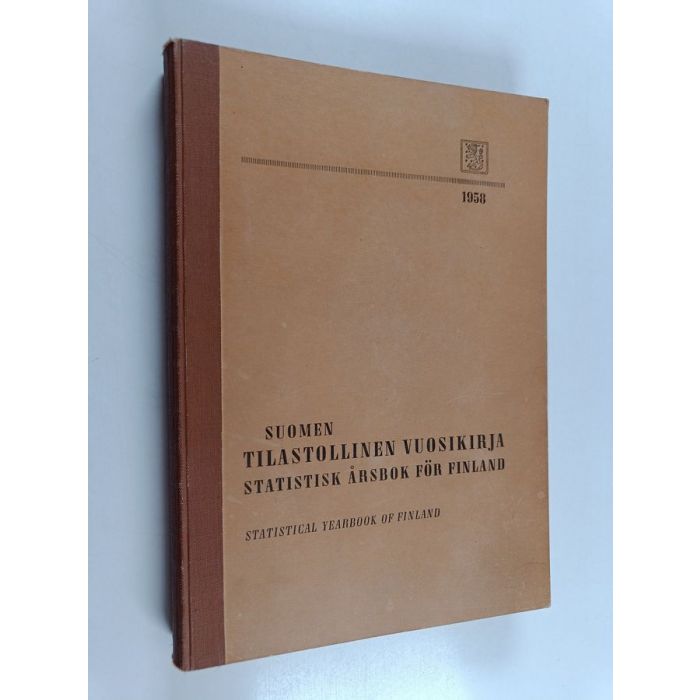 1958
SUOMEN
TILASTOLLINEN VUOSIKIRJA
STATISTISK ÅRSBOK FÖR FINLAND
STATISTICAL YEARBOOK OF FINLAND